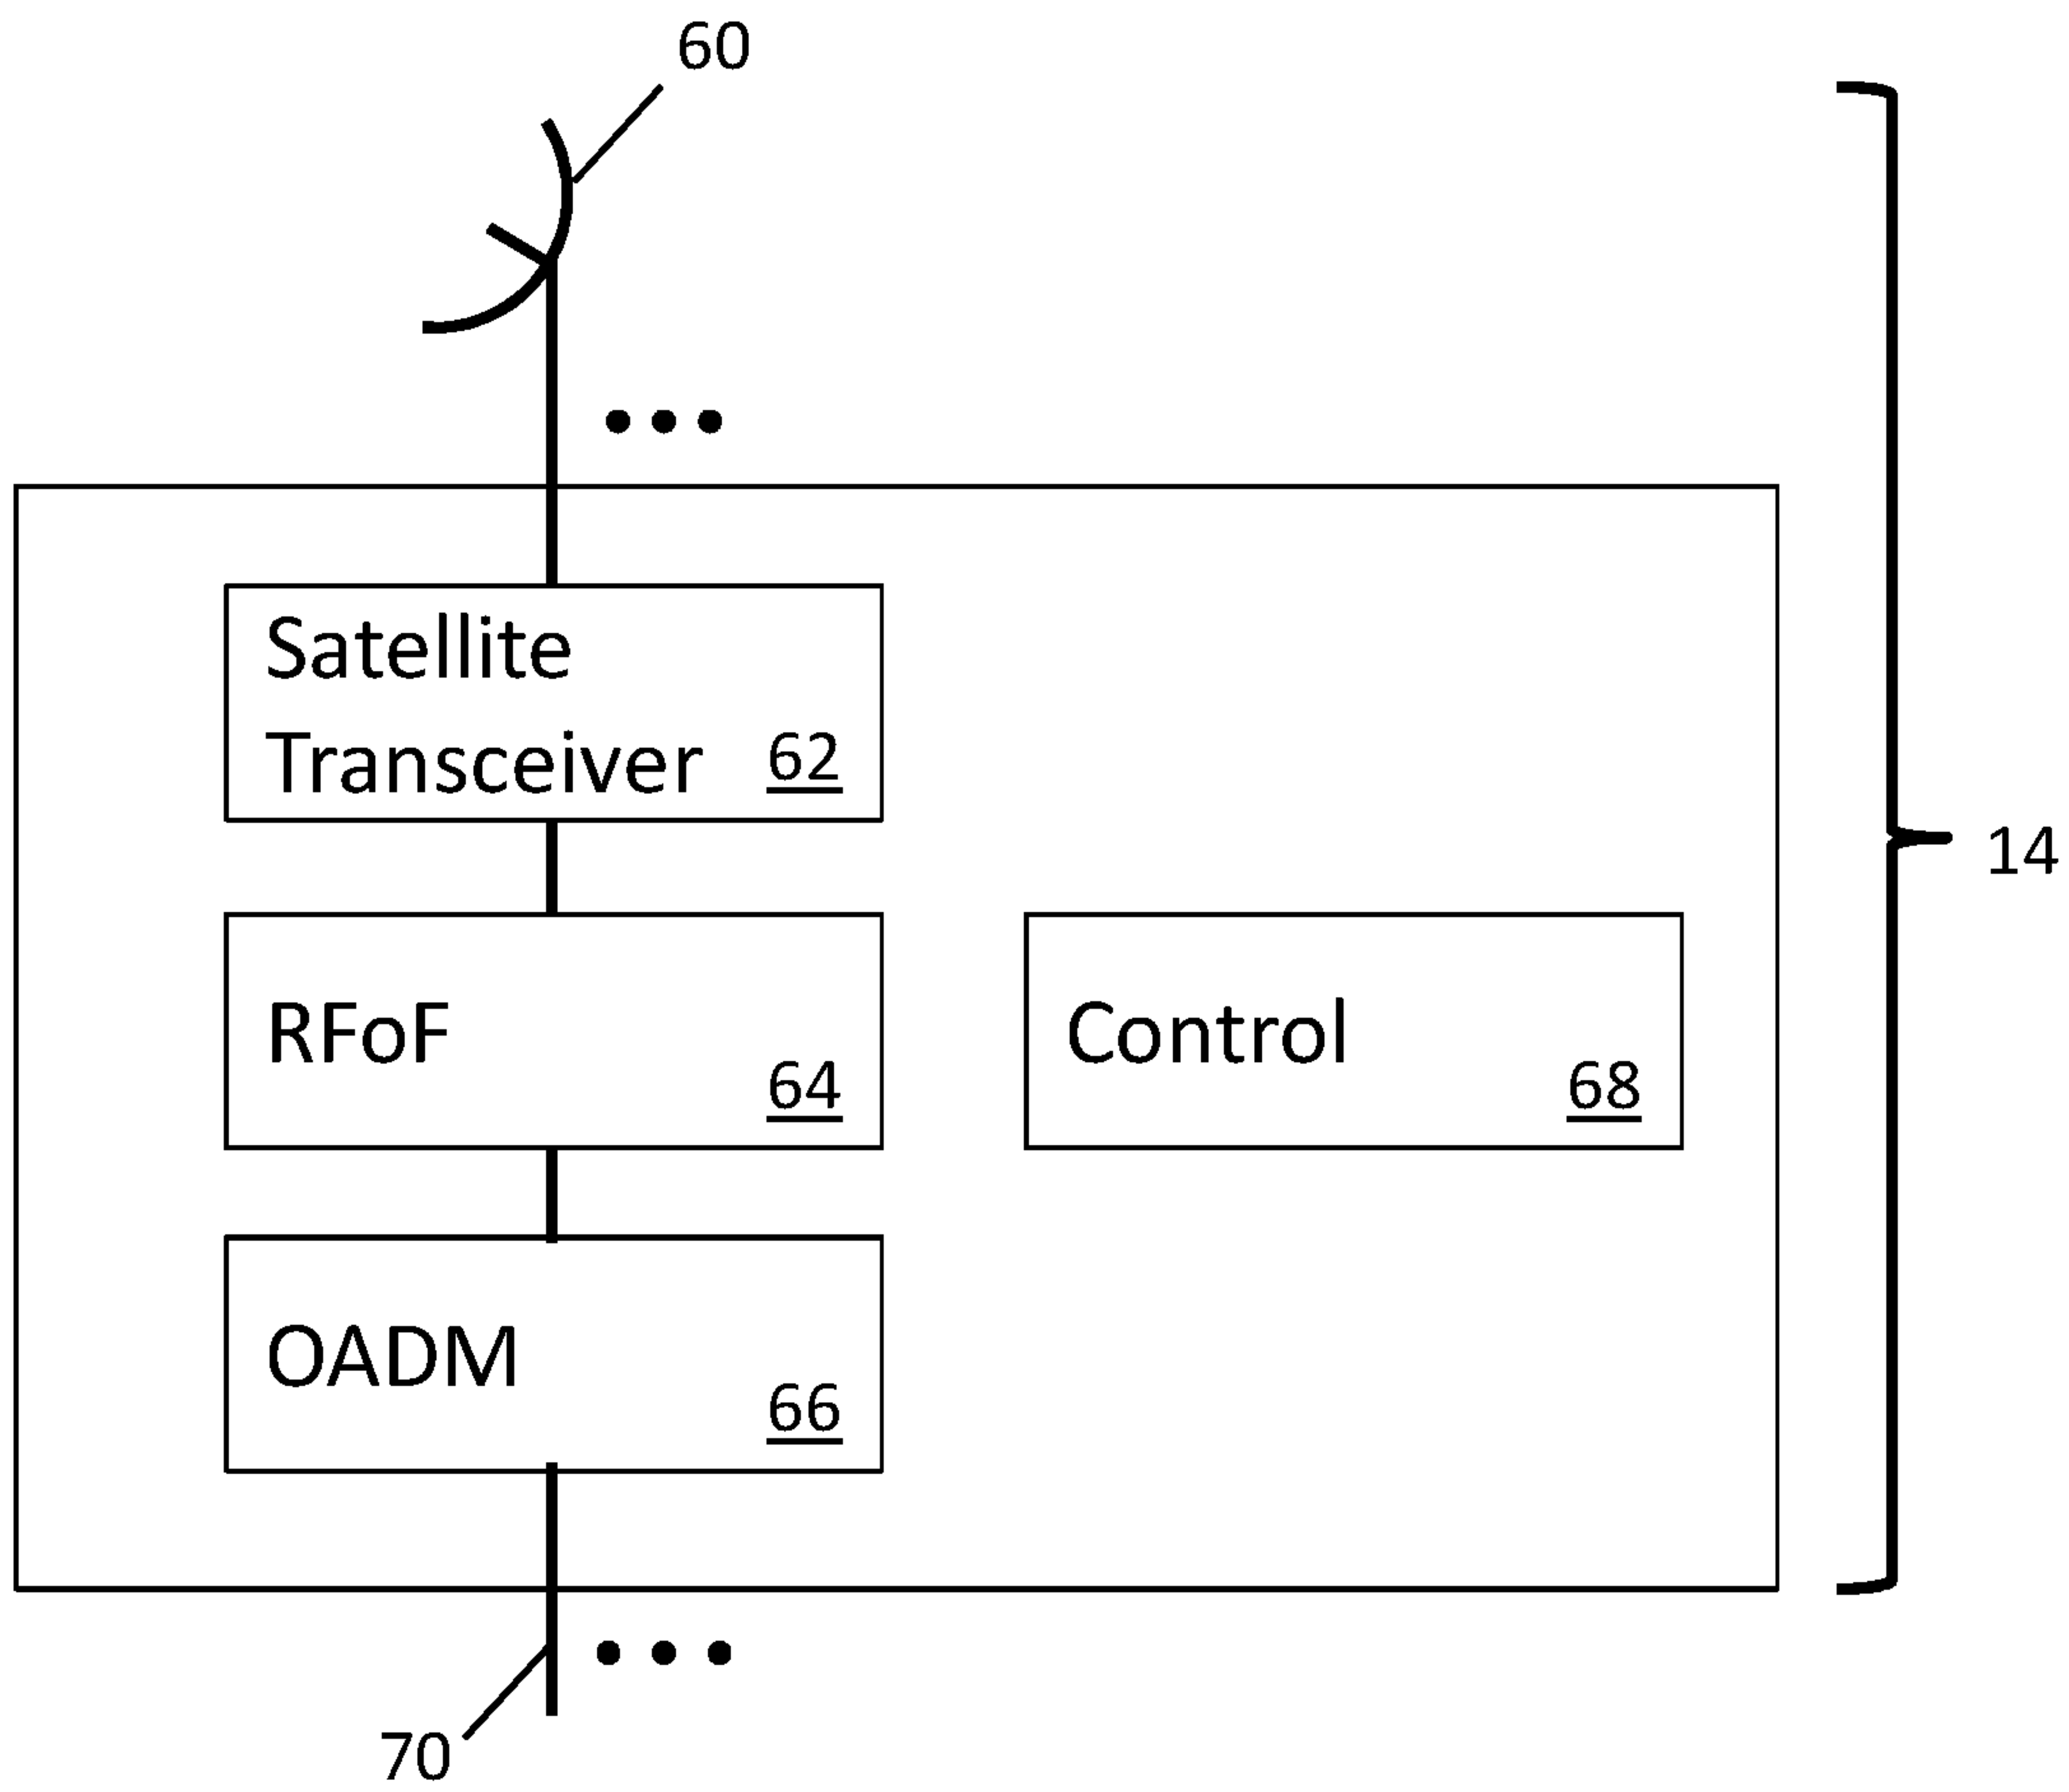 60
Satellite
Transceiver 62
14
RFoF
64
Control
68
OADM
66
70